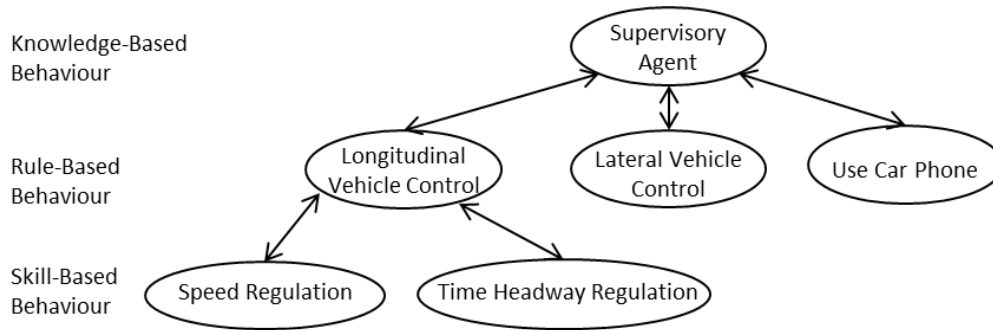 Knowledge-Based
Behaviour
Supervisory
Agent
Rule-Based
Behaviour
Longitudinal
Vehicle Control
Lateral Vehicle
Control
Use Car Phone
Skill-Based
Behaviour
Speed Regulation
Time Headway Regulation